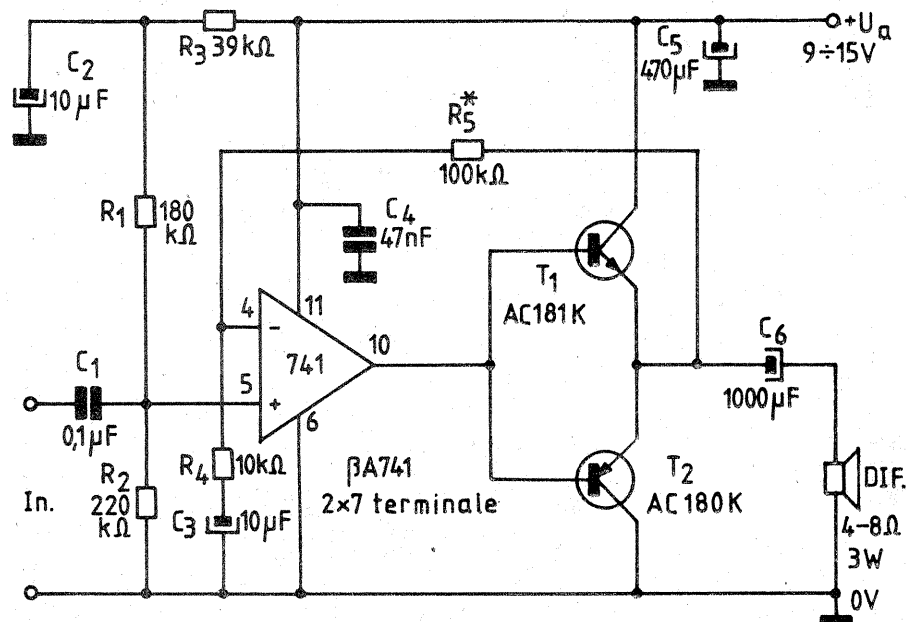 R3 39kΩ
+Ua
9÷15V
C5
470µF
C2
10µF
R5*
100kΩ
R1
180
kΩ
C4
47nF
T1
AC181K
4
11
-
741
10
5
+
6
C1
0,1µF
C6
1000µF
R2
220
kΩ
R4
10kΩ
βA741
2×7 terminale
T2
AC180K
DIF.
4-8Ω
3W
In.
C3
10µF
0V